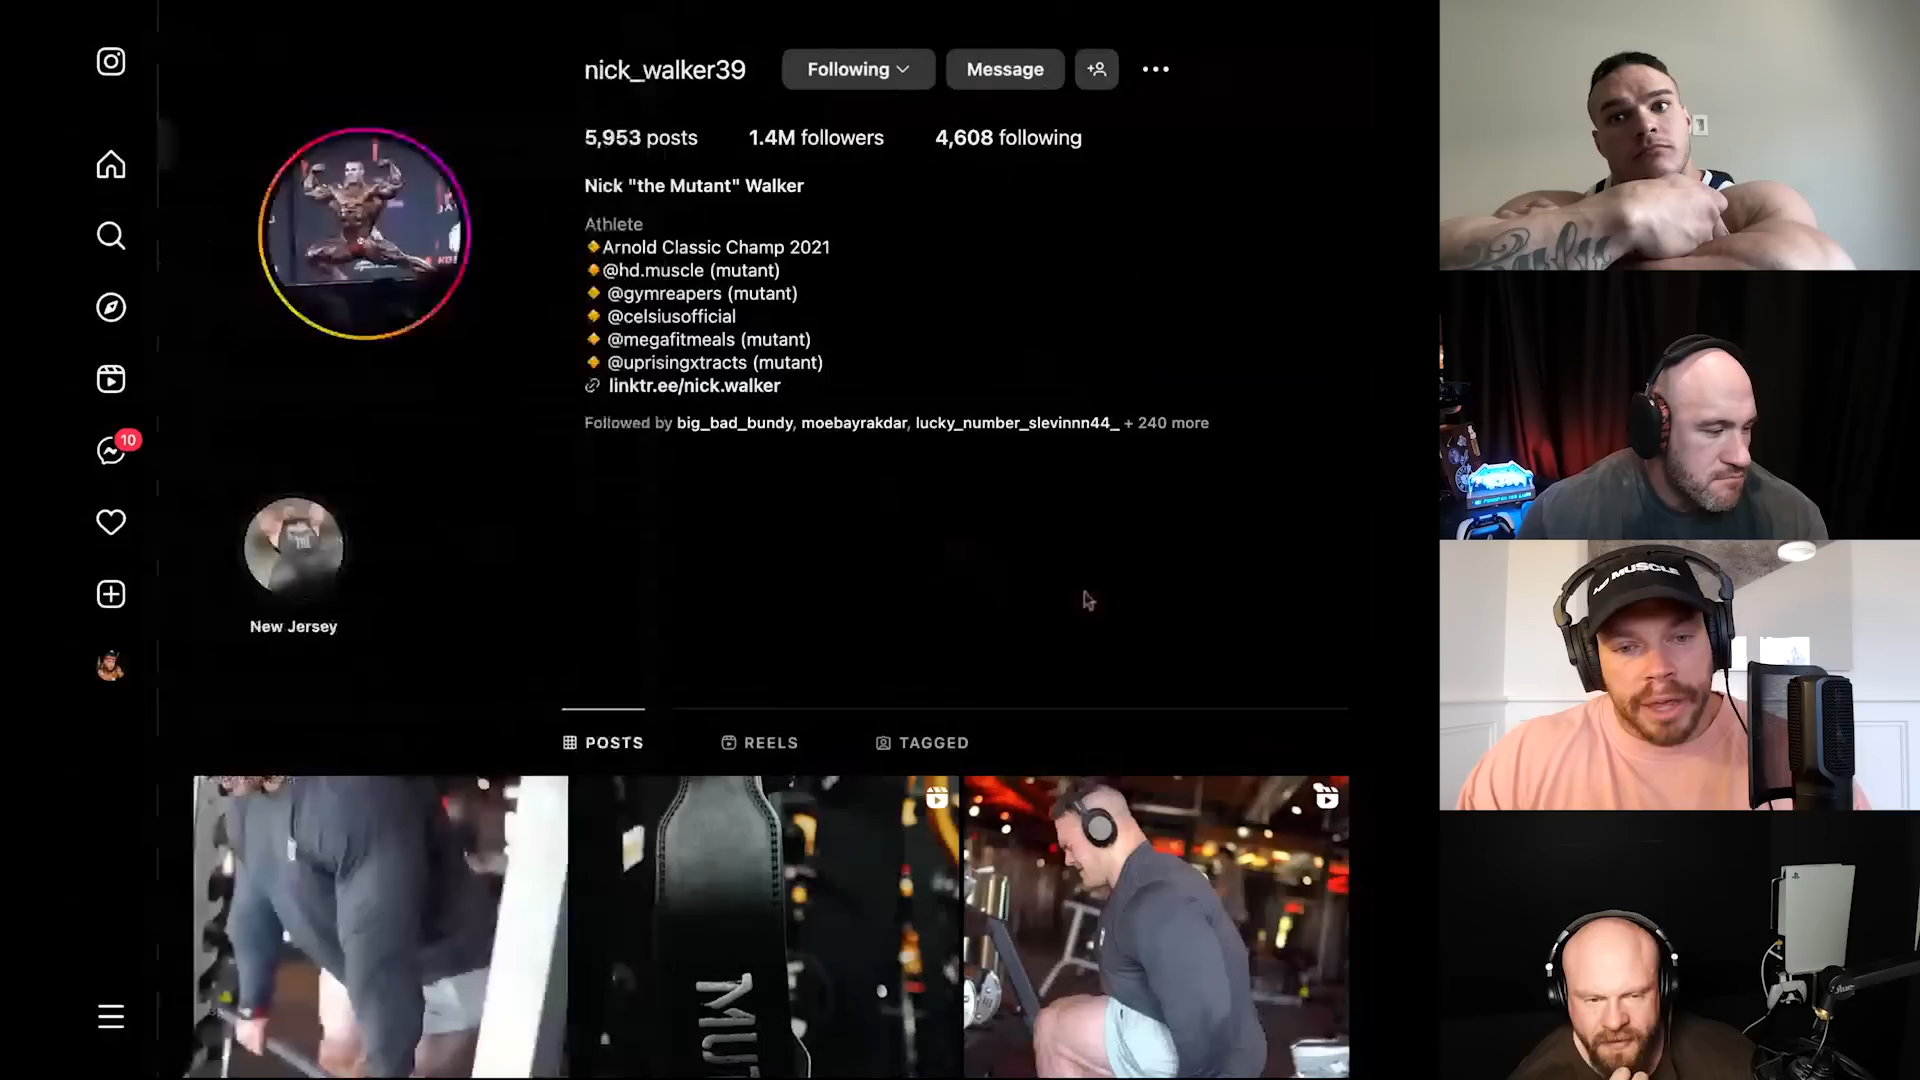 nick_walker39 Following Message
5,953 posts 1.4M followers 4,608 following
Nick "the Mutant" Walker
Athlete
🔸Arnold Classic Champ 2021
🔸@hd.muscle (mutant)
🔸 @gymreapers (mutant)
🔸 @celsiusofficial
🔸 @megafitmeals (mutant)
🔸 @uprisingxtracts (mutant)
linktr.ee/nick.walker
Followed by big_bad_bundy, moebayrakdar, lucky_number_slevinnn44_ + 240 more
10
New Jersey
POSTS REELS TAGGED
MUT
HD MUSCLE